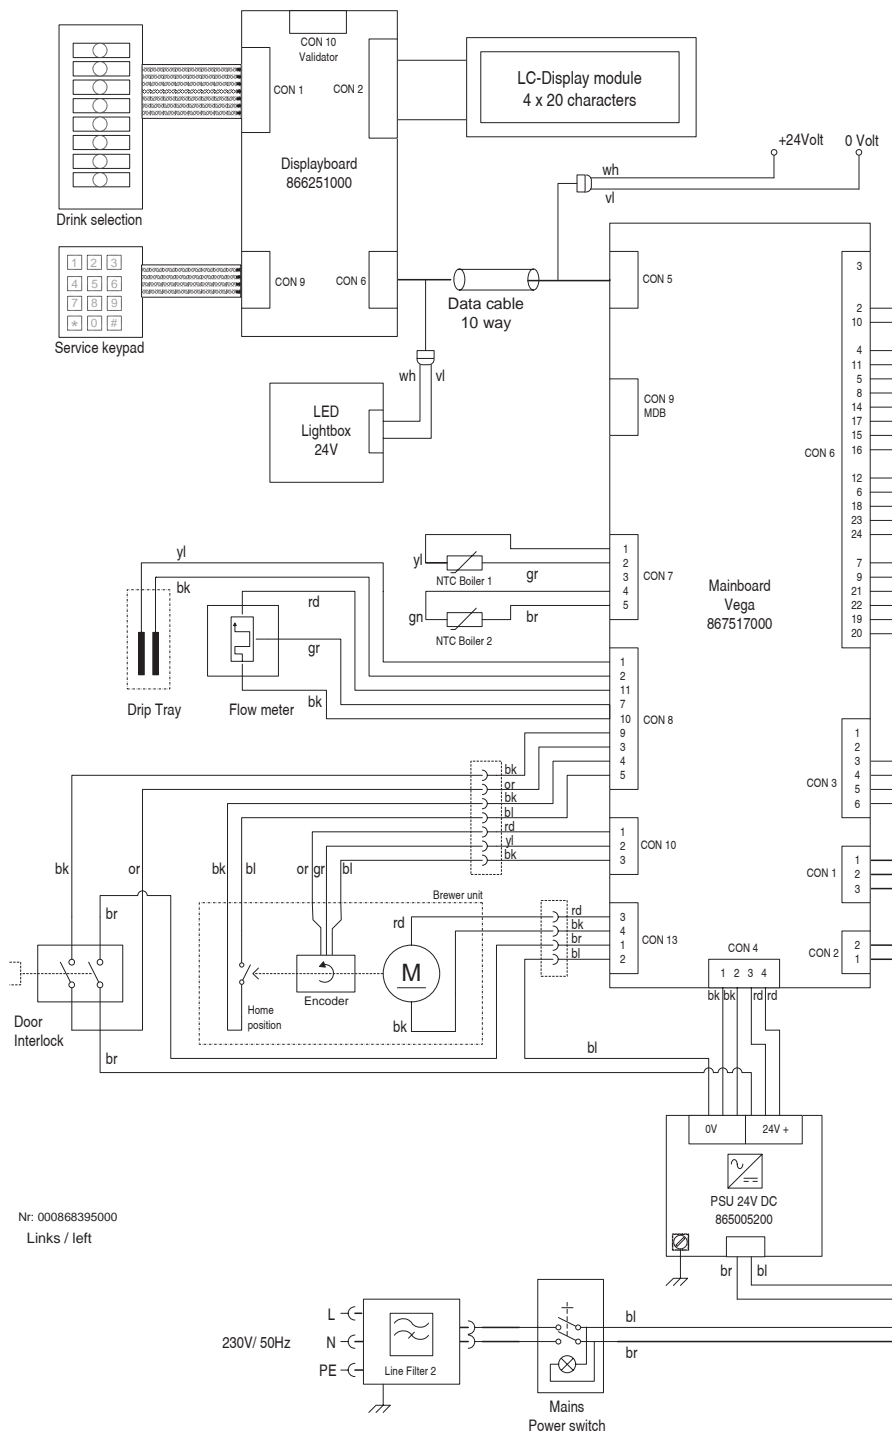 CON 10
Validator
CON 1
CON 2
Displayboard
866251000
CON 9
CON 6
Drink selection
1 2 3
4 5 6
7 8 9
* 0 #
Service keypad
LC-Display module
4 x 20 characters
+24Volt
0 Volt
wh
vl
Data cable
10 way
wh
vl
LED
Lightbox
24V
CON 5
CON 9
MDB
CON 6
3
2
10
4
11
5
8
14
17
15
16
12
6
18
23
24
7
9
21
22
19
20
Mainboard
Vega
867517000
yl
NTC Boiler 1
gr
gn
NTC Boiler 2
br
1
2
3
4
5
CON 7
yl
bk
Drip Tray
rd
gr
bk
Flow meter
1
2
11
7
10
9
3
4
5
CON 8
bk
or
bk
bl
rd
yl
bk
1
2
3
CON 10
CON 3
1
2
3
4
5
6
CON 1
1
2
3
CON 2
2
1
bk
or
br
bk
bl
or
gr
bl
Brewer unit
rd
M
bk
Encoder
Home
position
rd
bk
br
bl
3
4
1
2
CON 13
CON 4
1 2 3 4
bk
bk
rd
rd
Door
Interlock
br
bl
0V
24V +
PSU 24V DC
865005200
br
bl
Nr: 000868395000
Links / left
230V/ 50Hz
L
N
PE
Line Filter 2
bl
br
Mains
Power switch